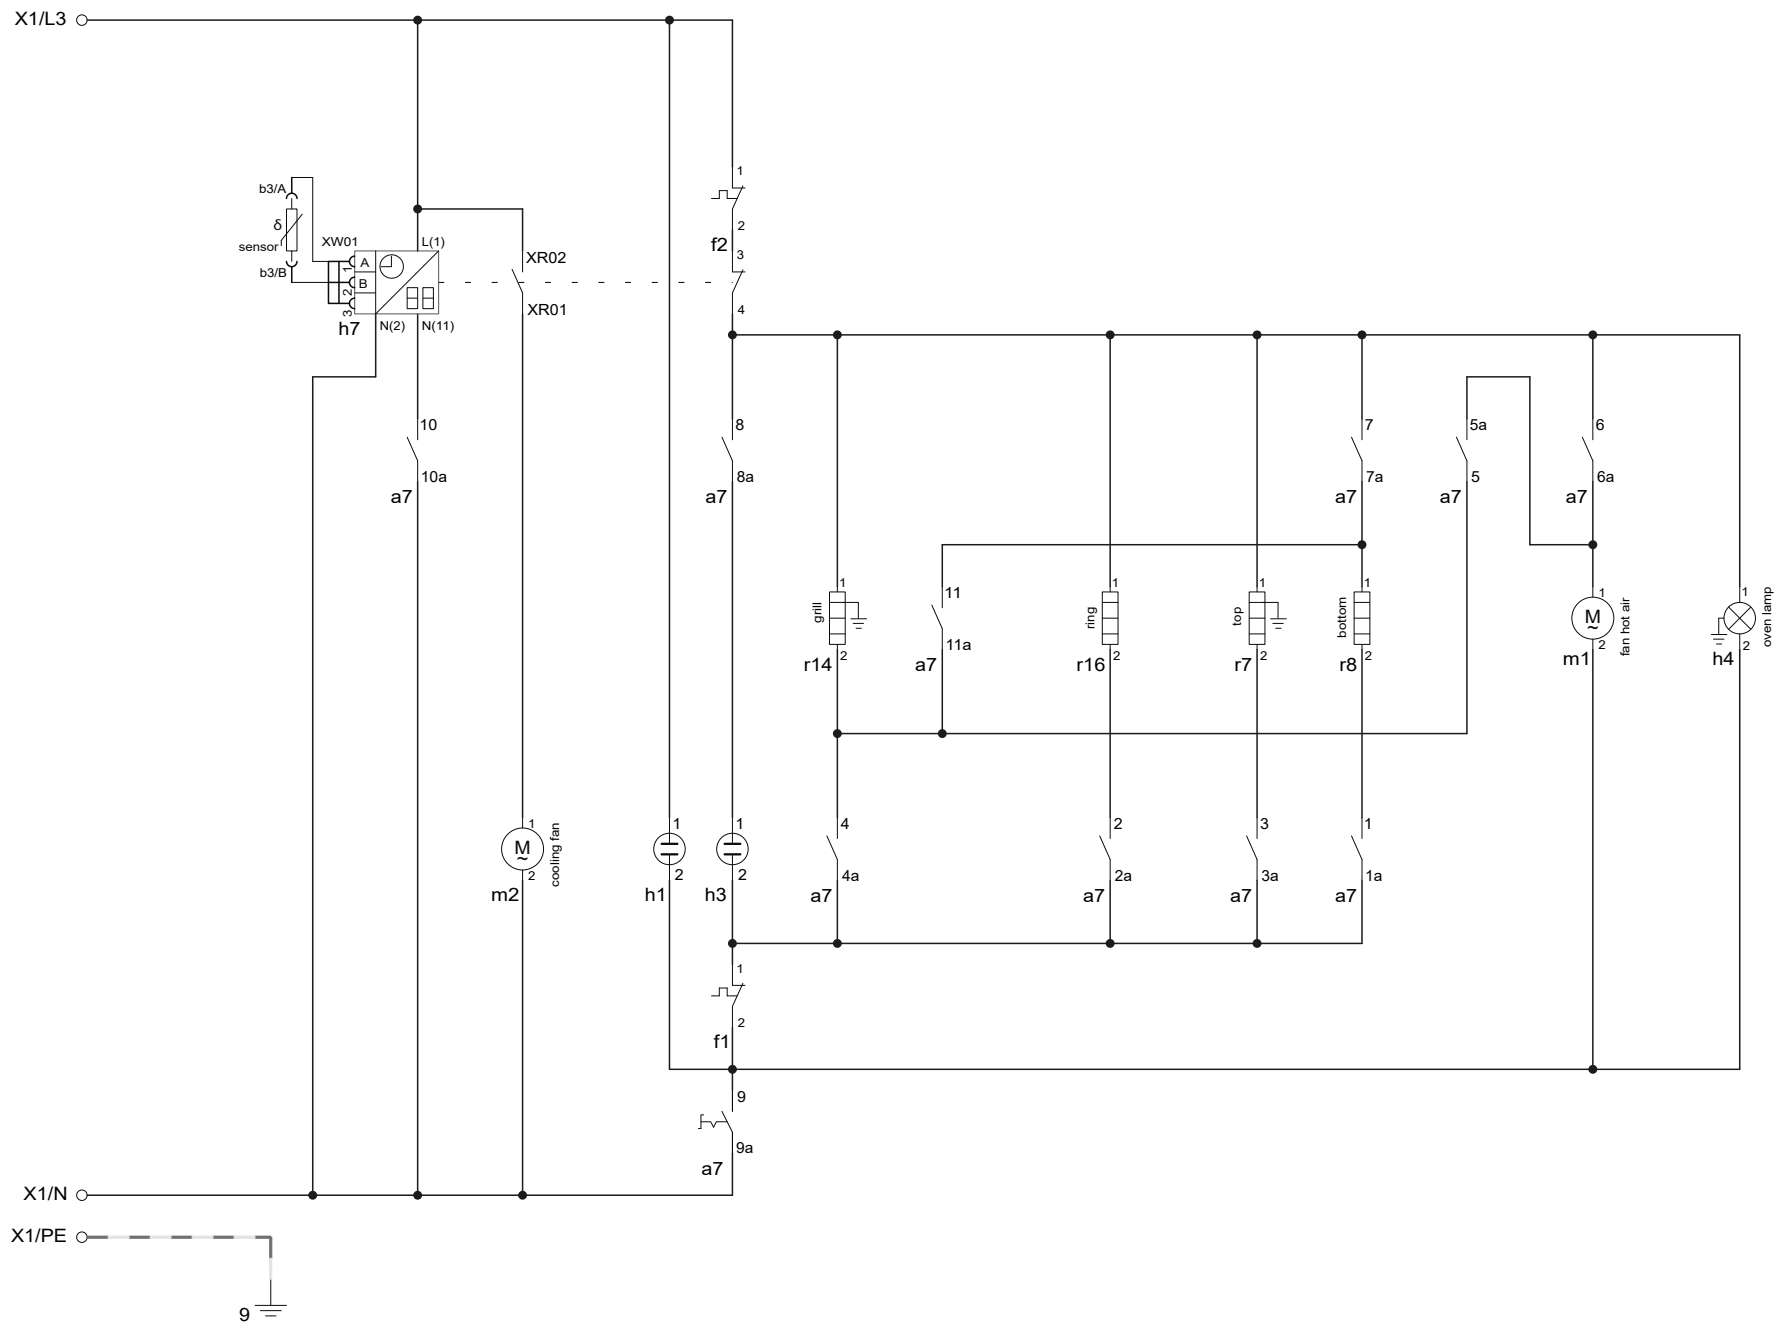 X1/L3
1
b3/A
δ
2
sensor
XW01
L(1)
f2
3
XR02
b3/B
A
1
B
2
3
4
XR01
h7
N(2)
N(11)
10
8
7
5a
6
10a
8a
7a
5
6a
a7
a7
a7
a7
a7
1
11
1
1
1
1
1
grill
ring
top
bottom
M
~
fan hot air
oven lamp
11a
2
2
2
2
2
2
r14
a7
r16
r7
r8
m1
h4
1
1
1
4
2
3
1
M
~
cooling fan
2
2
2
4a
2a
3a
1a
m2
h1
h3
a7
a7
a7
a7
1
2
f1
9
9a
a7
X1/N
X1/PE
9